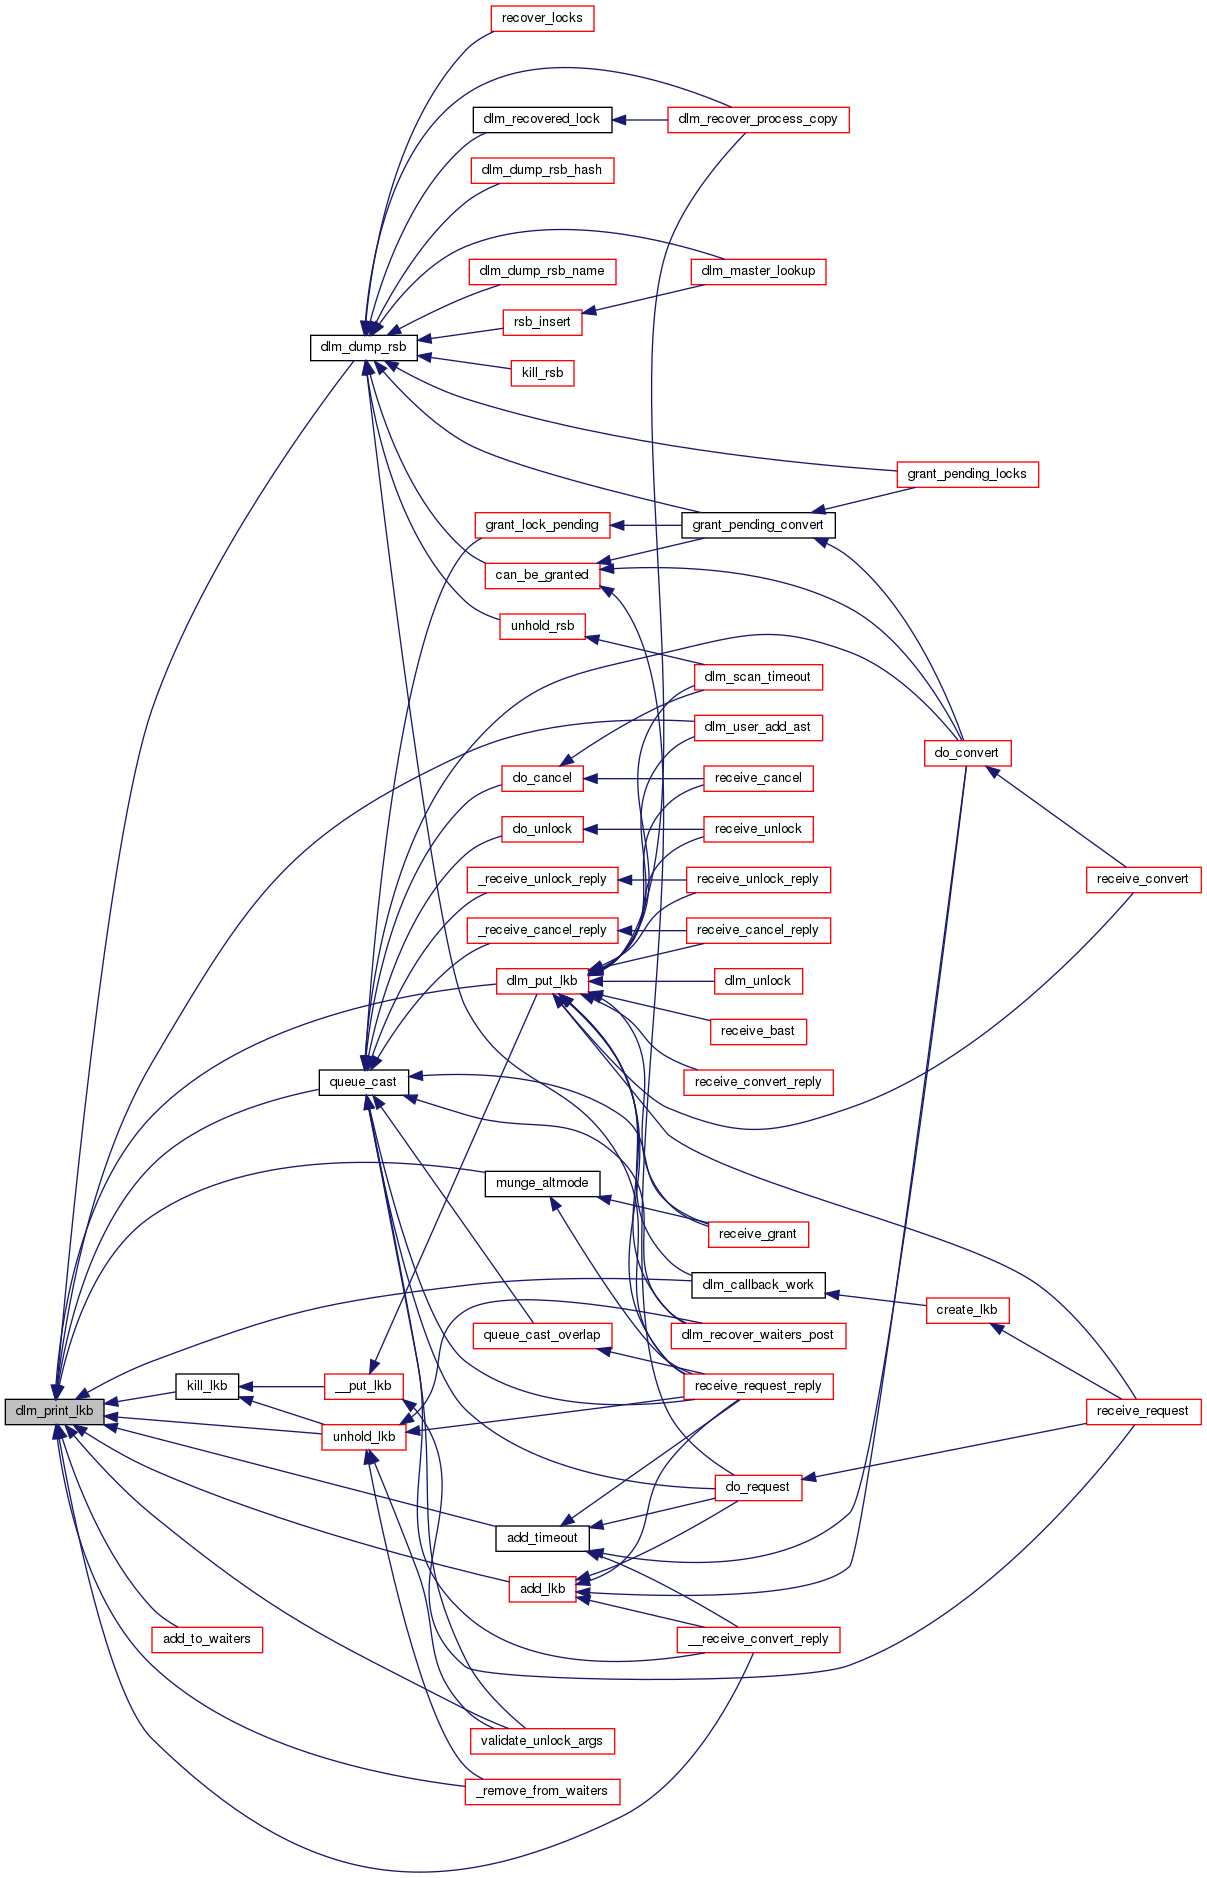 recover_locks
dlm_recovered_lock
dlm_recover_process_copy
dlm_dump_rsb_hash
dlm_dump_rsb_name
dlm_master_lookup
rsb_insert
dlm_dump_rsb
kill_rsb
grant_pending_locks
grant_lock_pending
grant_pending_convert
can_be_granted
unhold_rsb
dlm_scan_timeout
dlm_user_add_ast
do_convert
do_cancel
receive_cancel
do_unlock
receive_unlock
_receive_unlock_reply
receive_unlock_reply
receive_convert
_receive_cancel_reply
receive_cancel_reply
dlm_put_lkb
dlm_unlock
receive_bast
queue_cast
receive_convert_reply
munge_altmode
receive_grant
dlm_callback_work
create_lkb
queue_cast_overlap
dlm_recover_waiters_post
kill_lkb
__put_lkb
receive_request_reply
dlm_print_lkb
receive_request
unhold_lkb
do_request
add_timeout
add_lkb
add_to_waiters
__receive_convert_reply
validate_unlock_args
_remove_from_waiters